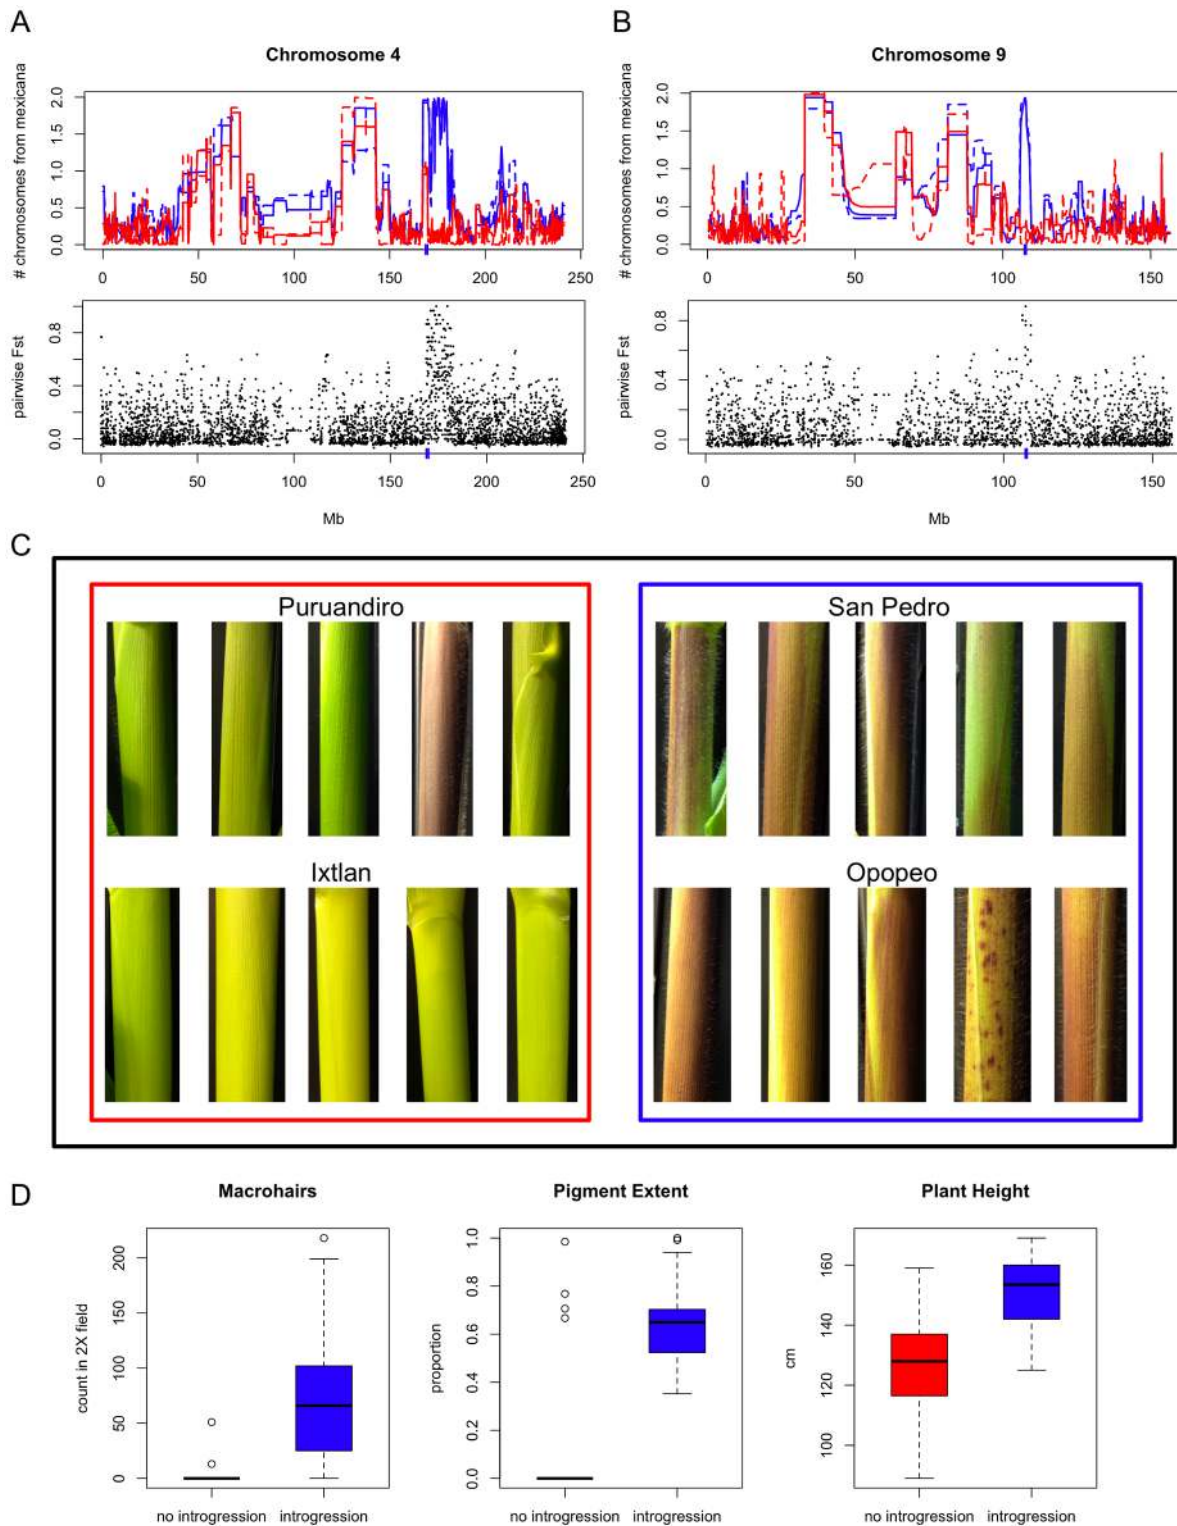 A
Chromosome 4
# chromosomes from mexicana
2.0
1.5
1.0
0.5
0.0
0 50 100 150 200 250
pairwise Fst
0.8
0.4
0.0
0 50 100 150 200 250
Mb
B
Chromosome 9
# chromosomes from mexicana
2.0
1.5
1.0
0.5
0.0
0 50 100 150
pairwise Fst
0.8
0.4
0.0
0 50 100 150
Mb
C
Puruandiro
San Pedro
Ixtlan
Opopeo
D
Macrohairs
count in 2X field
200
150
100
50
0
no introgression introgression
Pigment Extent
proportion
1.0
0.8
0.6
0.4
0.2
0.0
no introgression introgression
Plant Height
cm
160
140
120
100
no introgression introgression